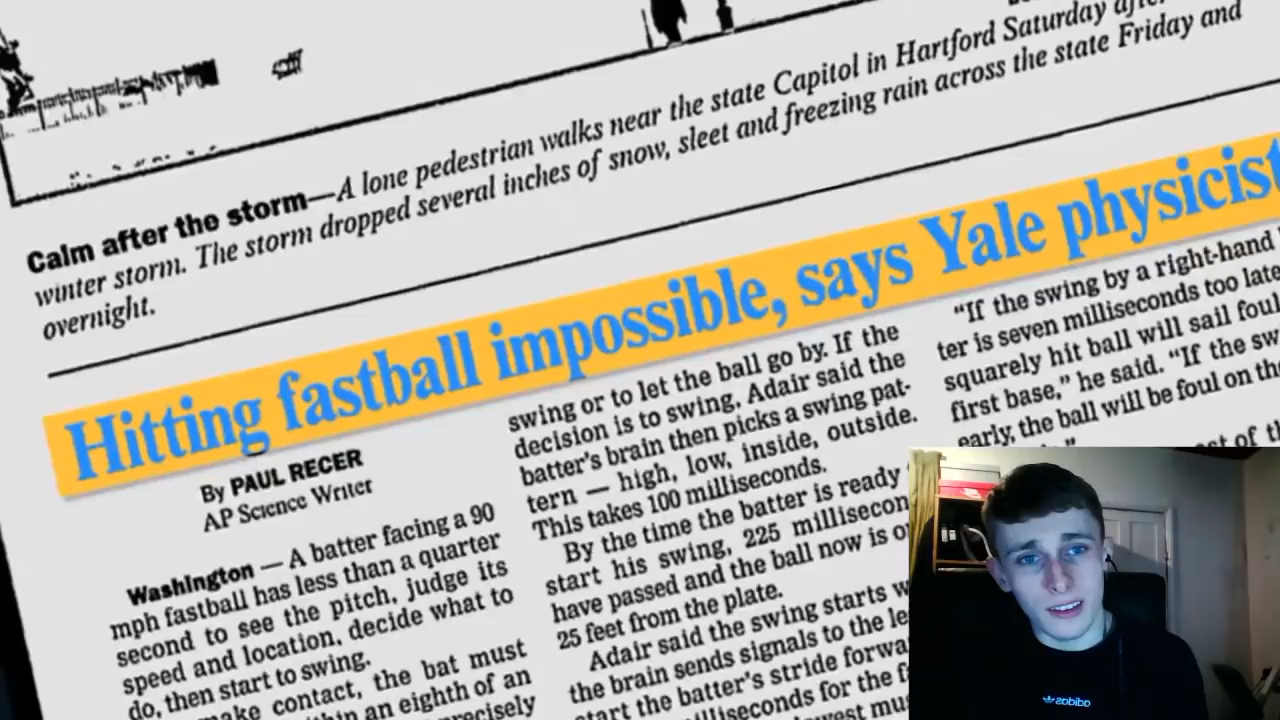 Calm after the storm—A lone pedestrian walks near the state Capitol in Hartford Saturday after
winter storm. The storm dropped several inches of snow, sleet and freezing rain across the state Friday and
overnight.
Hitting fastball impossible, says Yale physicist
By PAUL RECER
AP Science Writer
Washington — A batter facing a 90
mph fastball has less than a quarter
second to see the pitch, judge its
speed and location, decide what to
do, then start to swing.
make contact, the bat must
an eighth of an
precisely
swing or to let the ball go by. If the
decision is to swing, Adair said the
batter's brain then picks a swing pat-
tern — high, low, inside, outside.
This takes 100 milliseconds.
By the time the batter is ready
start his swing, 225
have passed and the ball now is
25 feet from the plate.
Adair said the swing starts
the brain sends signals to the
start the batter's stride
for the
"If the swing by a right-hand
ter is seven milliseconds too late
squarely hit ball will sail foul
first base," he said. "If the
early, the ball will be foul on the
of
adidas